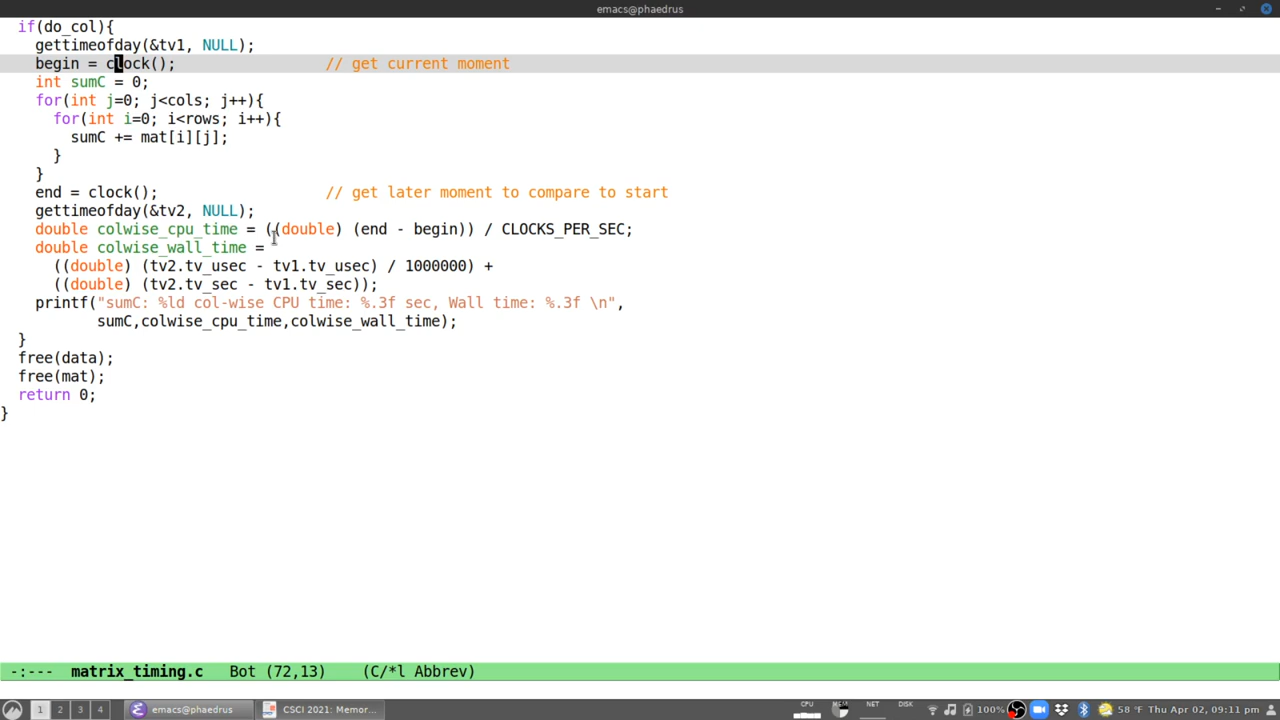 emacs@phaedrus
if(do_col){
gettimeofday(&tv1, NULL);
begin = clock(); // get current moment
int sumC = 0;
for(int j=0; j<cols; j++){
for(int i=0; i<rows; i++){
sumC += mat[i][j];
}
}
end = clock(); // get later moment to compare to start
gettimeofday(&tv2, NULL);
double colwise_cpu_time = ((double) (end - begin)) / CLOCKS_PER_SEC;
double colwise_wall_time =
((double) (tv2.tv_usec - tv1.tv_usec) / 1000000) +
((double) (tv2.tv_sec - tv1.tv_sec));
printf("sumC: %ld col-wise CPU time: %.3f sec, Wall time: %.3f \n",
sumC,colwise_cpu_time,colwise_wall_time);
}
free(data);
free(mat);
return 0;
}
-:--- matrix_timing.c Bot (72,13) (C/*l Abbrev)
1 2 3 4 emacs@phaedrus CSCI 2021: Memor... CPU MEM NET DISK 100% 58 °F Thu Apr 02, 09:11 pm